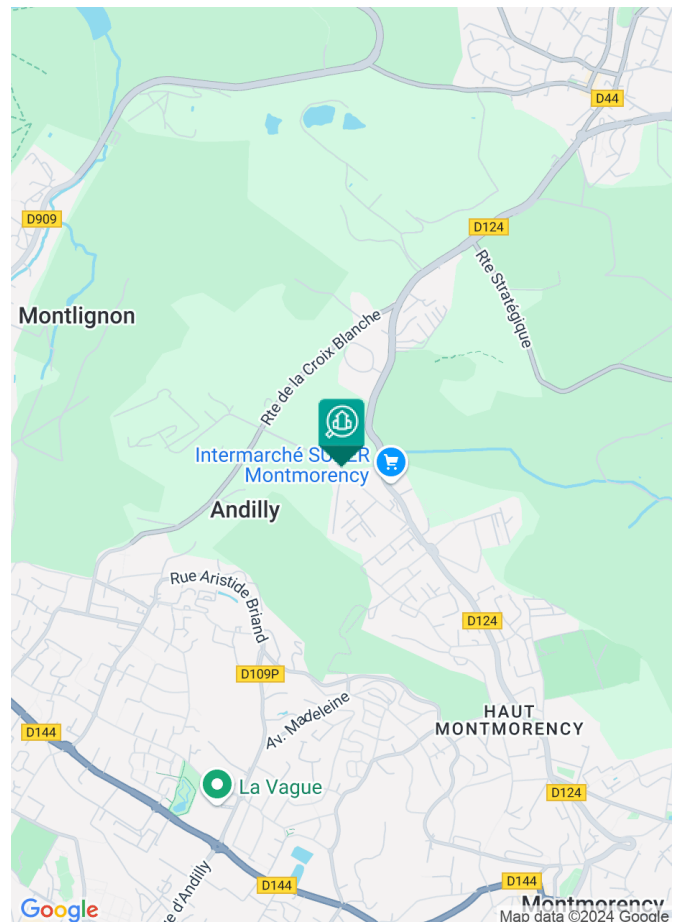 D44
D909
D124
Rte Stratégique
Montlignon
Rte de la Croix Blanche
Intermarché SUPER
Montmorency
Andilly
Rue Aristide Briand
D124
D109P
Av. Madeleine
HAUT
MONTMORENCY
D144
La Vague
D124
d'Andilly
D144
D144
Montmorency
Google
Map data ©2024 Google